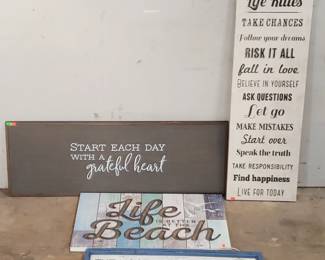 Life Rules
TAKE CHANCES
Follow your dreams
RISK IT ALL
fall in love
BELIEVE IN YOURSELF
ASK QUESTIONS
Let go
MAKE MISTAKES
Start over
Speak the truth
TAKE RESPONSIBILITY
Find happiness
LIVE FOR TODAY
START EACH DAY
WITH A
grateful heart
Life
IS BETTER
AT THE
Beach